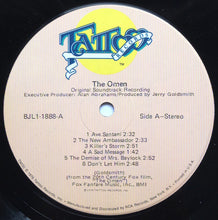 TATTOO
RECORDS
The Omen
Original Soundtrack Recording
Executive Producer: Alan Abrahams/Produced by Jerry Goldsmith
BJL1-1888-A
Side A–Stereo
1 Ave Santani 2:32
2 The New Ambassador 2:33
3 Killer's Storm 2:51
4 A Sad Message 1:42
5 The Demise of Mrs. Baylock 2:52
6 Don't Let Him 2:48
(Goldsmith)
(from the 20th Century Fox Film,
"The Omen")
Fox Fanfare Music, Inc., BMI